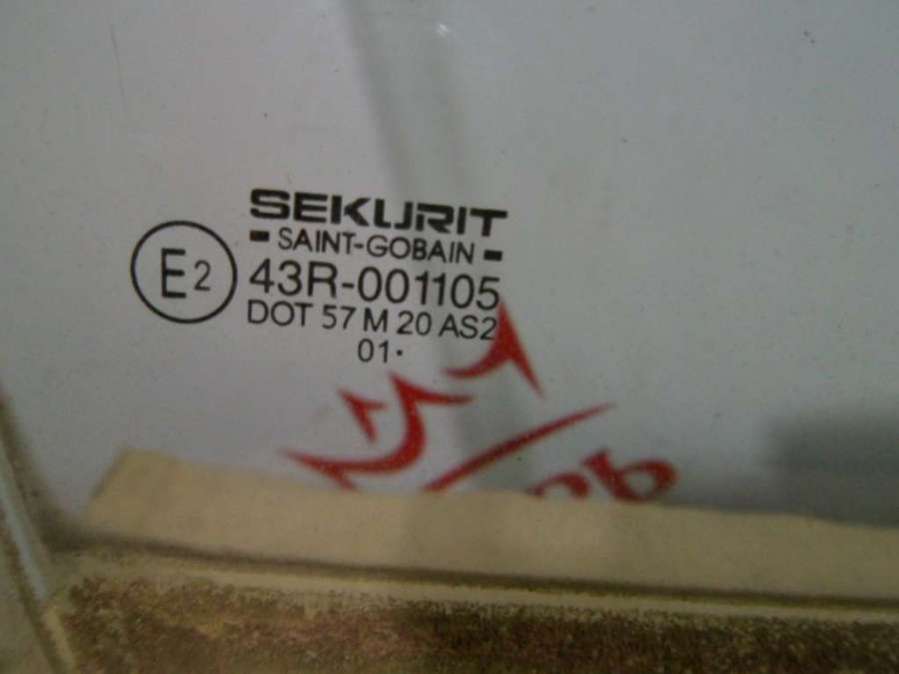 SEKURIT
- SAINT-GOBAIN -
E2
43R-001105
DOT 57 M 20 AS2
01·